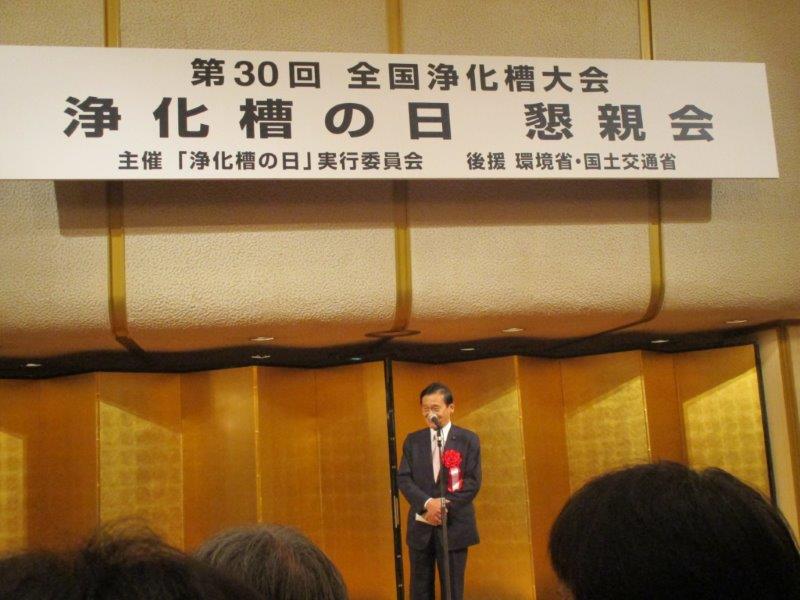 第30回 全国浄化槽大会
浄化槽の日 懇親会
主催「浄化槽の日」実行委員会 後援 環境省・国土交通省